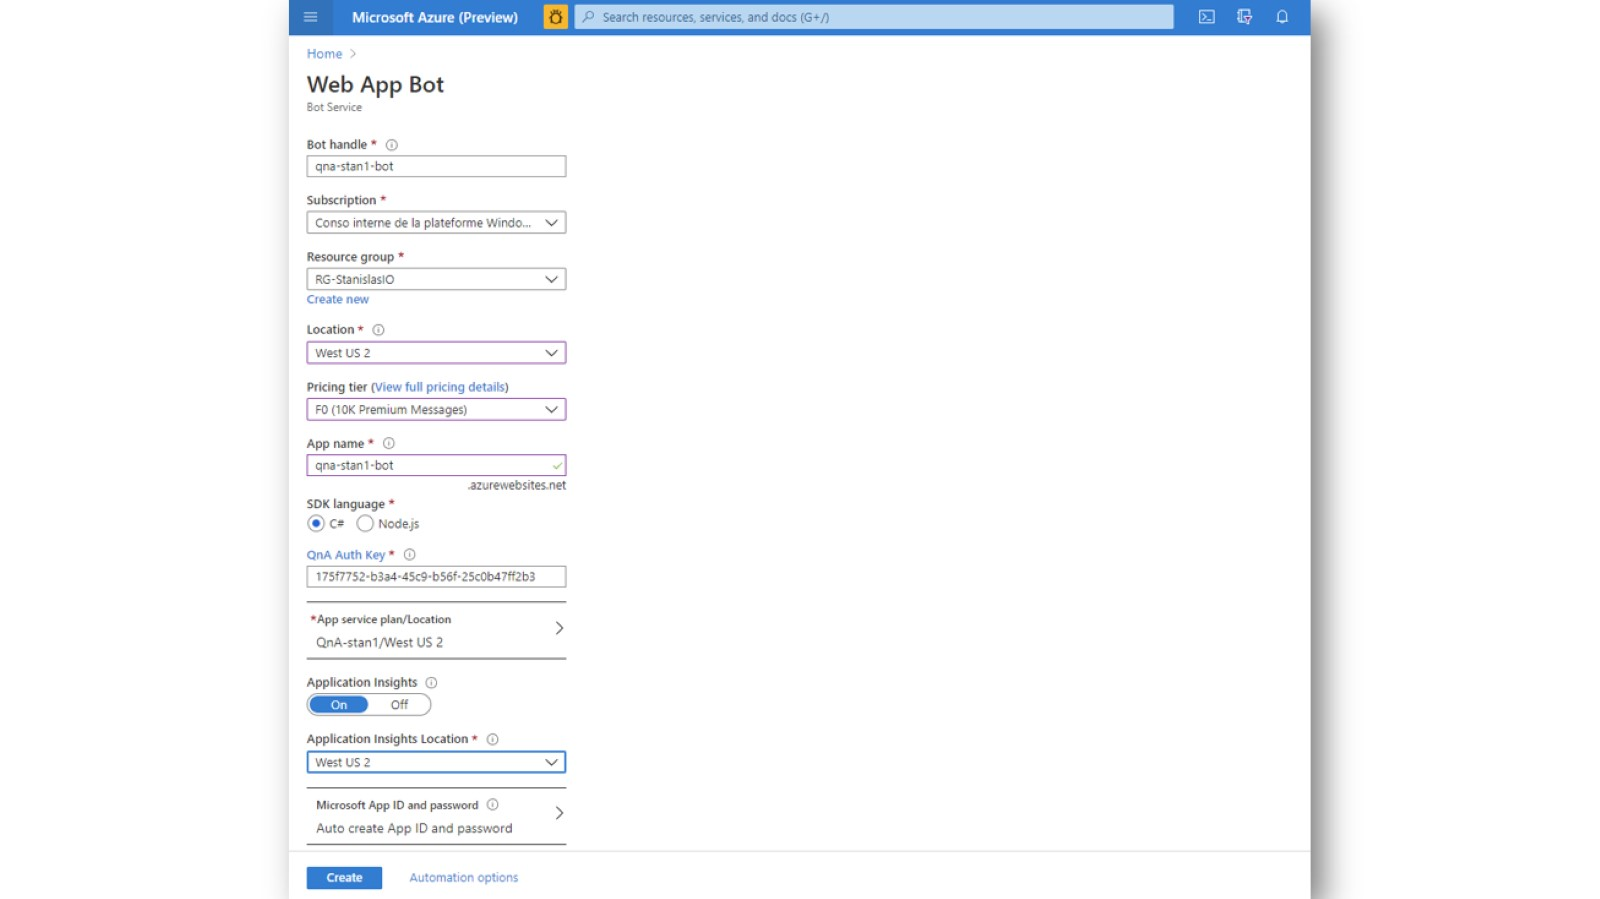 Microsoft Azure (Preview)
Search resources, services, and docs (G+/)
Home
Web App Bot
Bot Service
Bot handle *
qna-stan1-bot
Subscription *
Conso interne de la plateforme Windo...
Resource group *
RG-StanislasIO
Create new
Location *
West US 2
Pricing tier (View full pricing details)
F0 (10K Premium Messages)
App name *
qna-stan1-bot
.azurewebsites.net
SDK language *
C# Node.js
QnA Auth Key *
175f7752-b3a4-45c9-b56f-25c0b47ff2b3
*App service plan/Location
QnA-stan1/West US 2
Application Insights
On Off
Application Insights Location *
West US 2
Microsoft App ID and password
Auto create App ID and password
Create Automation options